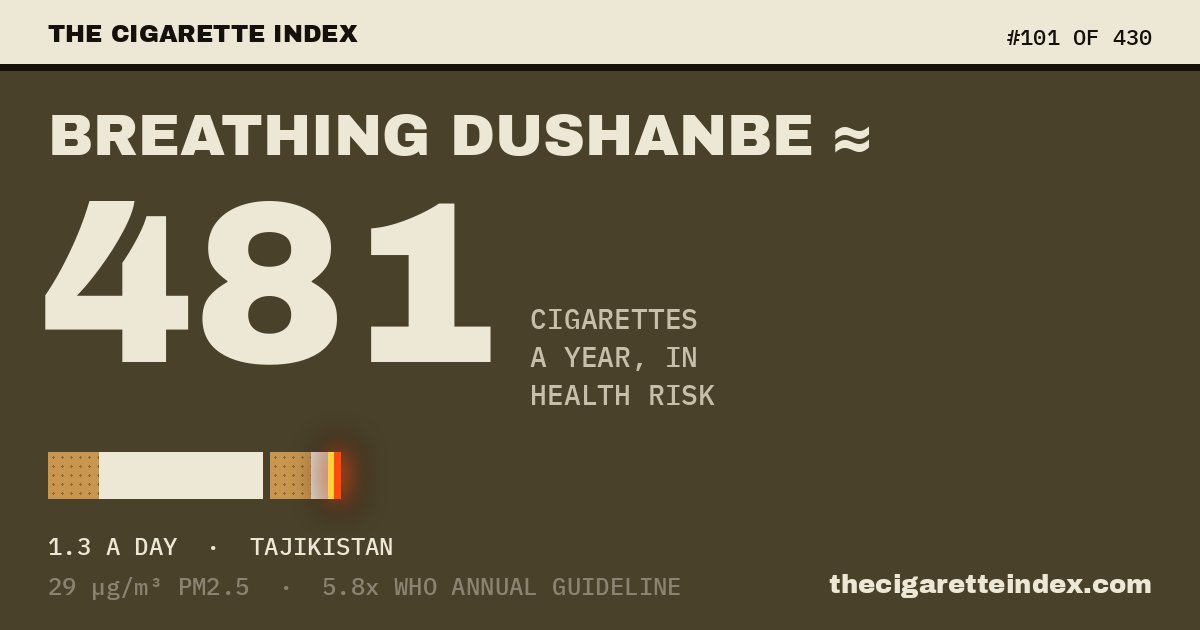 THE CIGARETTE INDEX
#101 OF 430
BREATHING DUSHANBE ≈
481
CIGARETTES
A YEAR, IN
HEALTH RISK
1.3 A DAY · TAJIKISTAN
29 µg/m³ PM2.5 · 5.8x WHO ANNUAL GUIDELINE
thecigaretteindex.com